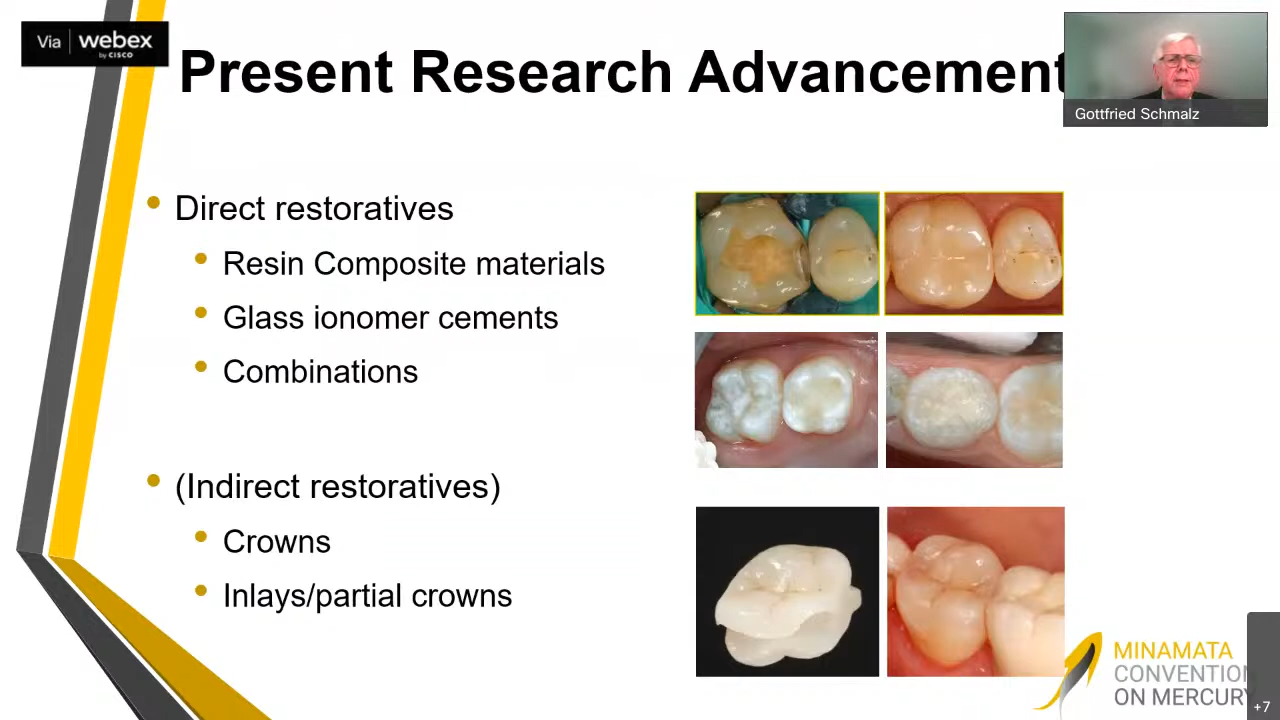 Via webex
by CISCO
Present Research Advancement
Gottfried Schmalz
Direct restoratives
Resin Composite materials
Glass ionomer cements
Combinations
(Indirect restoratives)
Crowns
Inlays/partial crowns
MINAMATA
CONVENTION
ON MERCURY
+7